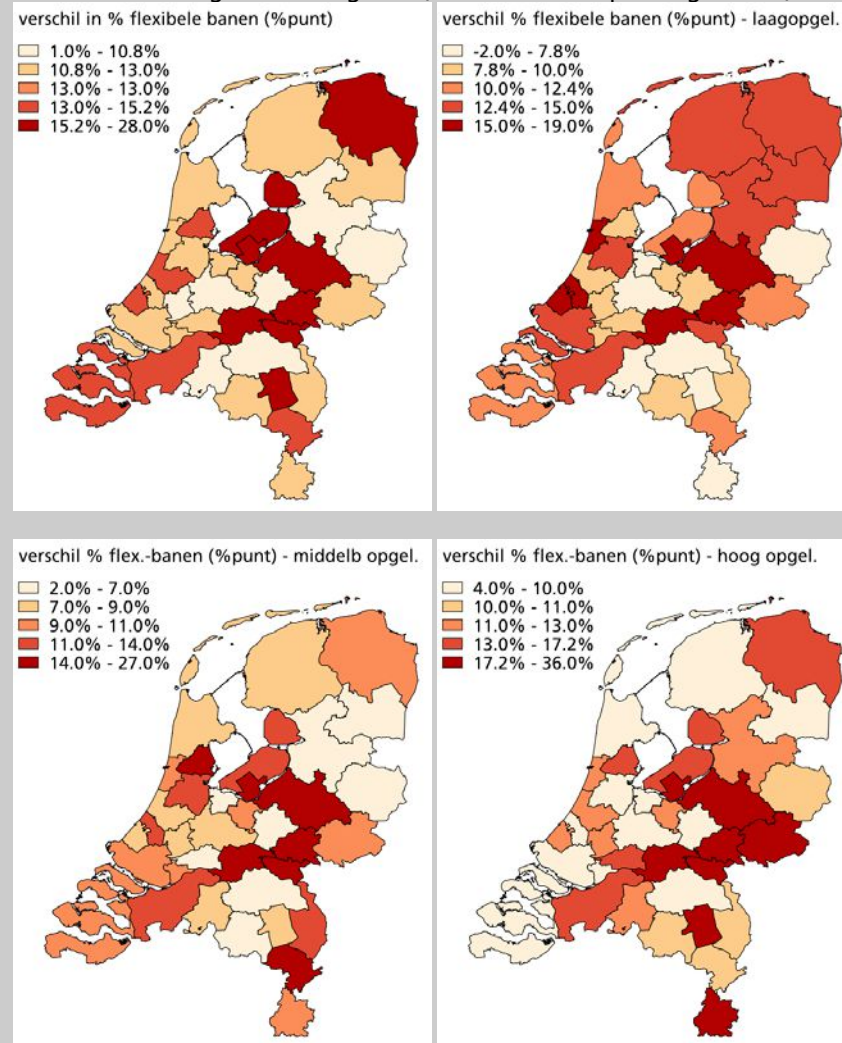 verschil in % flexibele banen (%punt)
1.0% - 10.8%
10.8% - 13.0%
13.0% - 13.0%
13.0% - 15.2%
15.2% - 28.0%
verschil % flexibele banen (%punt) - laagopgel.
-2.0% - 7.8%
7.8% - 10.0%
10.0% - 12.4%
12.4% - 15.0%
15.0% - 19.0%
verschil % flex.-banen (%punt) - middelb opgel.
2.0% - 7.0%
7.0% - 9.0%
9.0% - 11.0%
11.0% - 14.0%
14.0% - 27.0%
verschil % flex.-banen (%punt) - hoog opgel.
4.0% - 10.0%
10.0% - 11.0%
11.0% - 13.0%
13.0% - 17.2%
17.2% - 36.0%